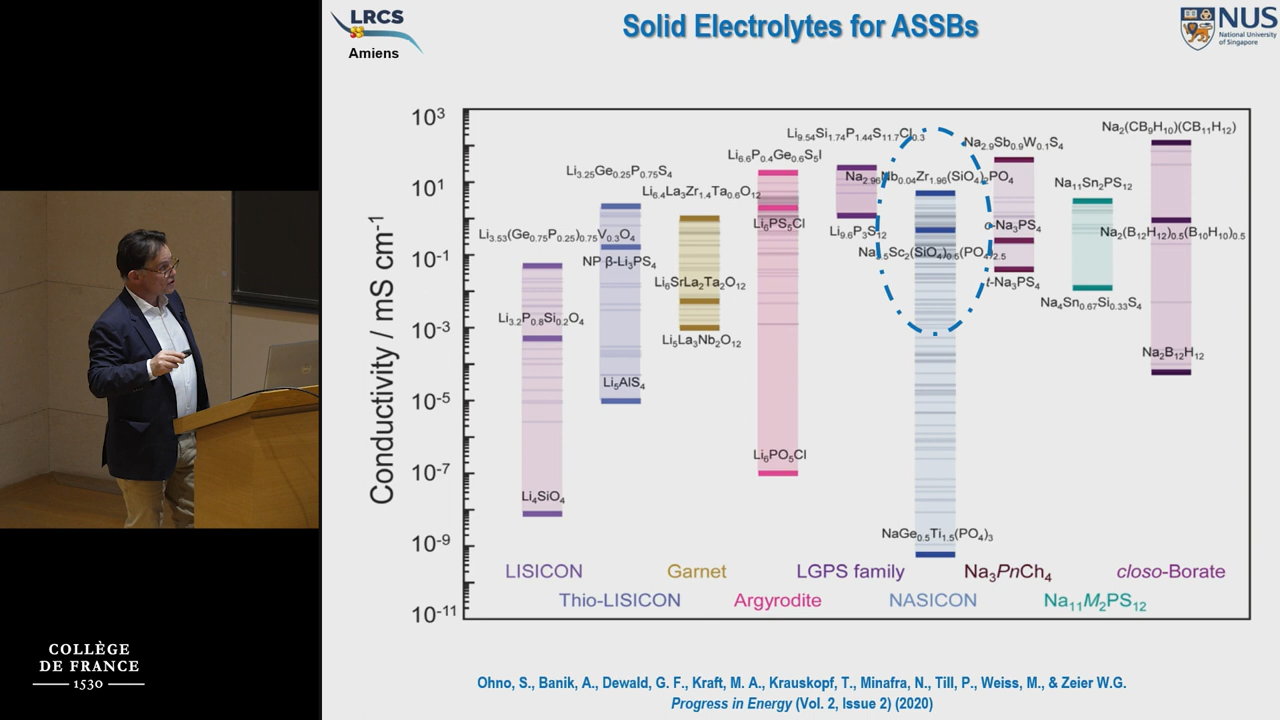 LRCS
Amiens
Solid Electrolytes for ASSBs
NUS
National University
of Singapore
Conductivity / mS cm⁻¹
10³
10¹
10⁻¹
10⁻³
10⁻⁵
10⁻⁷
10⁻⁹
10⁻¹¹
Li₃.₅₃(Ge₀.₇₅P₀.₂₅)₀.₇₅V₀.₃O₄
Li₃.₂P₀.₈Si₀.₂O₄
Li₄SiO₄
Li₃.₂₅Ge₀.₂₅P₀.₇₅S₄
NP β-Li₃PS₄
Li₅AlS₄
Li₆.₄La₃Zr₁.₄Ta₀.₆O₁₂
Li₆SrLa₂Ta₂O₁₂
Li₅La₃Nb₂O₁₂
Li₆.₆P₀.₄Ge₀.₆S₅I
Li₆PS₅Cl
Li₆PO₅Cl
Li₉.₅₄Si₁.₇₄P₁.₄₄S₁₁.₇Cl₀.₃
Li₉.₆P₃S₁₂
Na₂.₉₆Nb₀.₀₄Zr₁.₉₆(SiO₄)₂PO₄
Na₃.₅Sc₂(SiO₄)₀.₅(PO₄)₂.₅
NaGe₀.₅Ti₁.₅(PO₄)₃
Na₂.₉Sb₀.₉W₀.₁S₄
c-Na₃PS₄
t-Na₃PS₄
Na₁₁Sn₂PS₁₂
Na₄Sn₀.₆₇Si₀.₃₃S₄
Na₂(CB₉H₁₀)(CB₁₁H₁₂)
Na₂(B₁₂H₁₂)₀.₅(B₁₀H₁₀)₀.₅
Na₂B₁₂H₁₂
LISICON
Garnet
LGPS family
Na₃PnCh₄
closo-Borate
Thio-LISICON
Argyrodite
NASICON
Na₁₁M₂PS₁₂
COLLÈGE
DE FRANCE
1530
Ohno, S., Banik, A., Dewald, G. F., Kraft, M. A., Krauskopf, T., Minafra, N., Till, P., Weiss, M., & Zeier W.G.
Progress in Energy (Vol. 2, Issue 2) (2020)